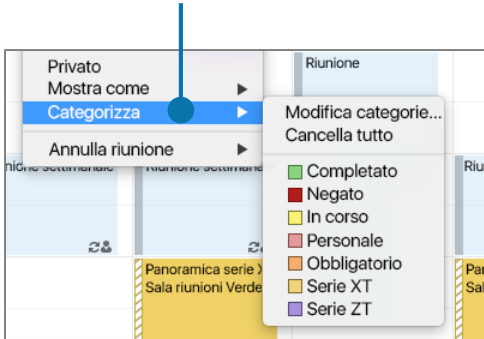 Riunione
Privato
Mostra come
Categorizza
Annulla riunione
Modifica categorie...
Cancella tutto
Completato
Negato
In corso
Personale
Obbligatorio
Serie XT
Serie ZT
Panoramica serie
Sala riunioni Verde